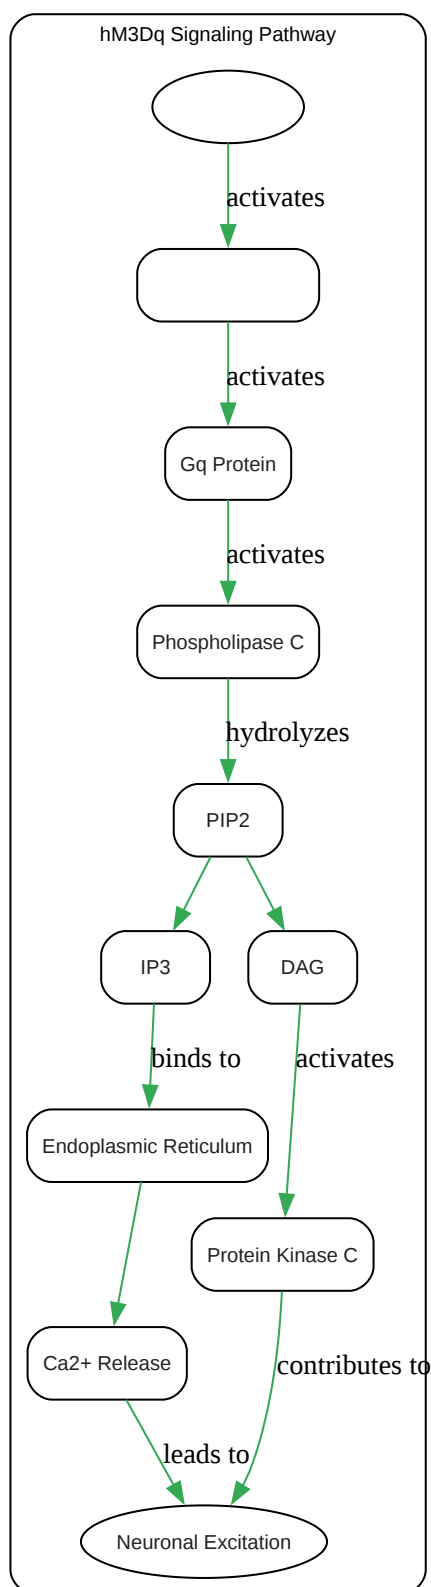 hM3Dq Signaling Pathway
activates
activates
Gq Protein
activates
Phospholipase C
hydrolyzes
PIP2
IP3
DAG
binds to
activates
Endoplasmic Reticulum
Protein Kinase C
Ca2+ Release
contributes to
leads to
Neuronal Excitation